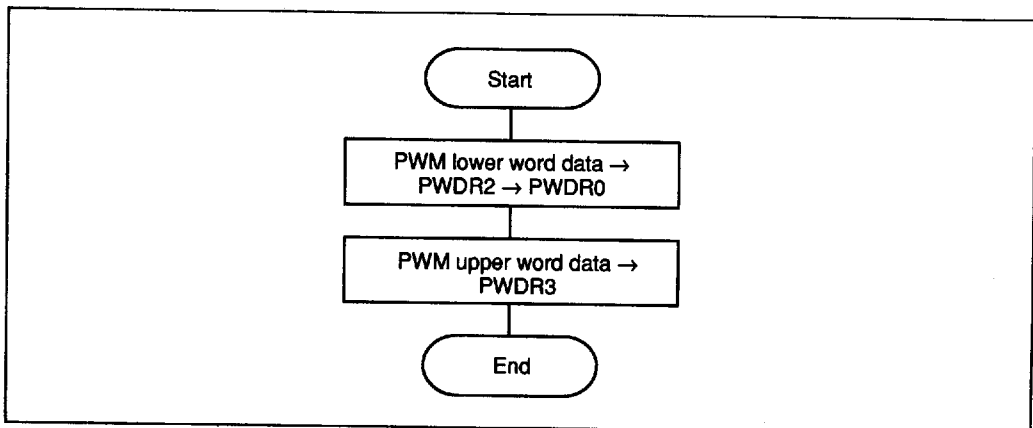 Start
PWM lower word data →
PWDR2 → PWDR0
PWM upper word data →
PWDR3
End